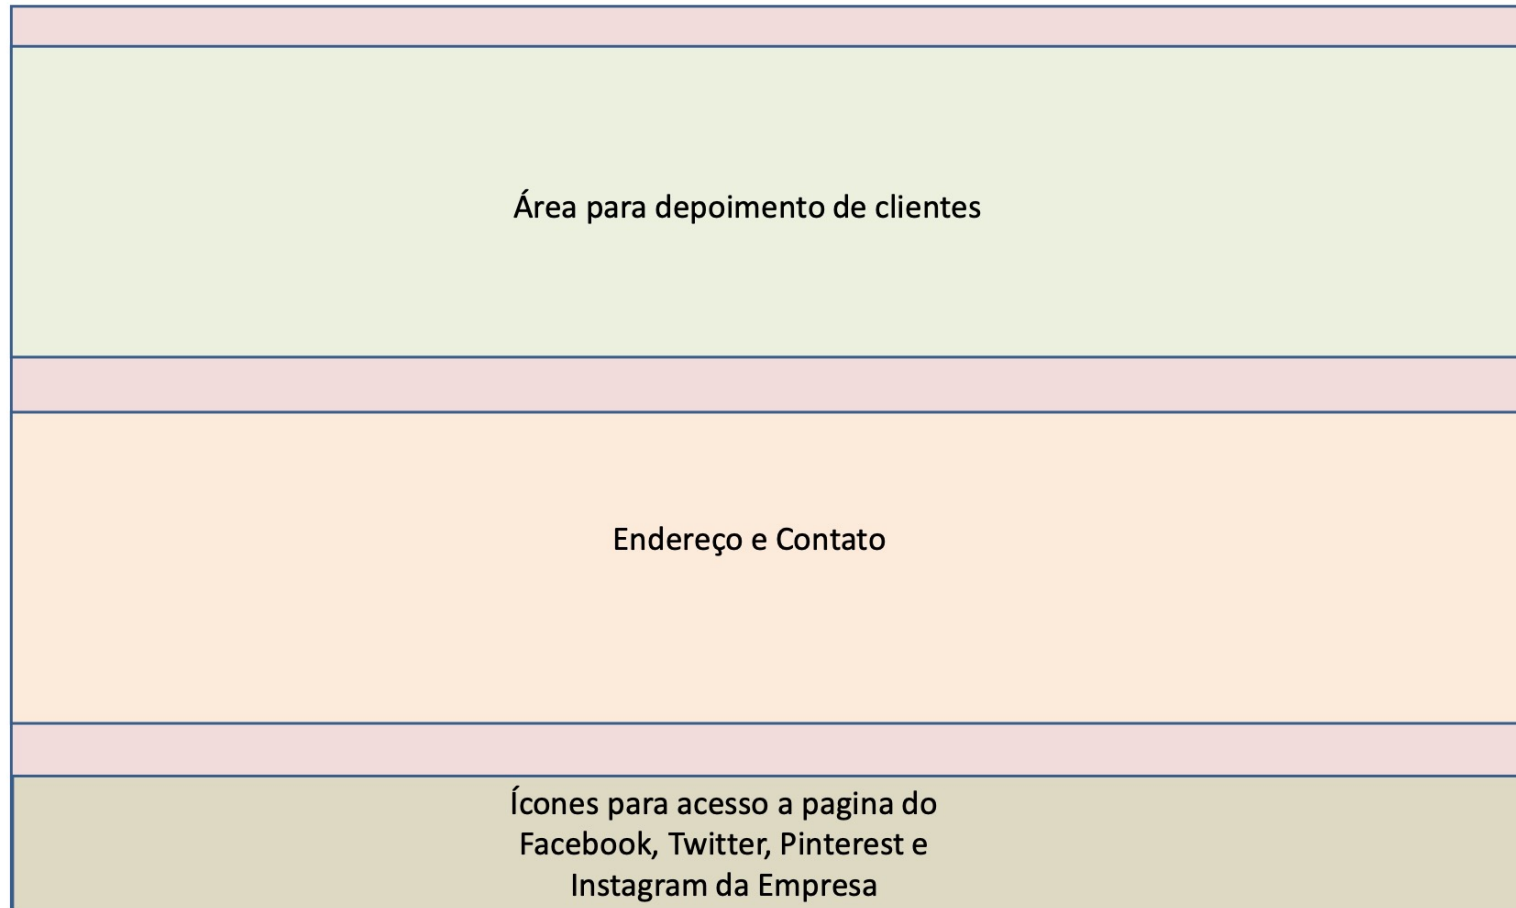 Área para depoimento de clientes
Endereço e Contato
Ícones para acesso a pagina do
Facebook, Twitter, Pinterest e
Instagram da Empresa